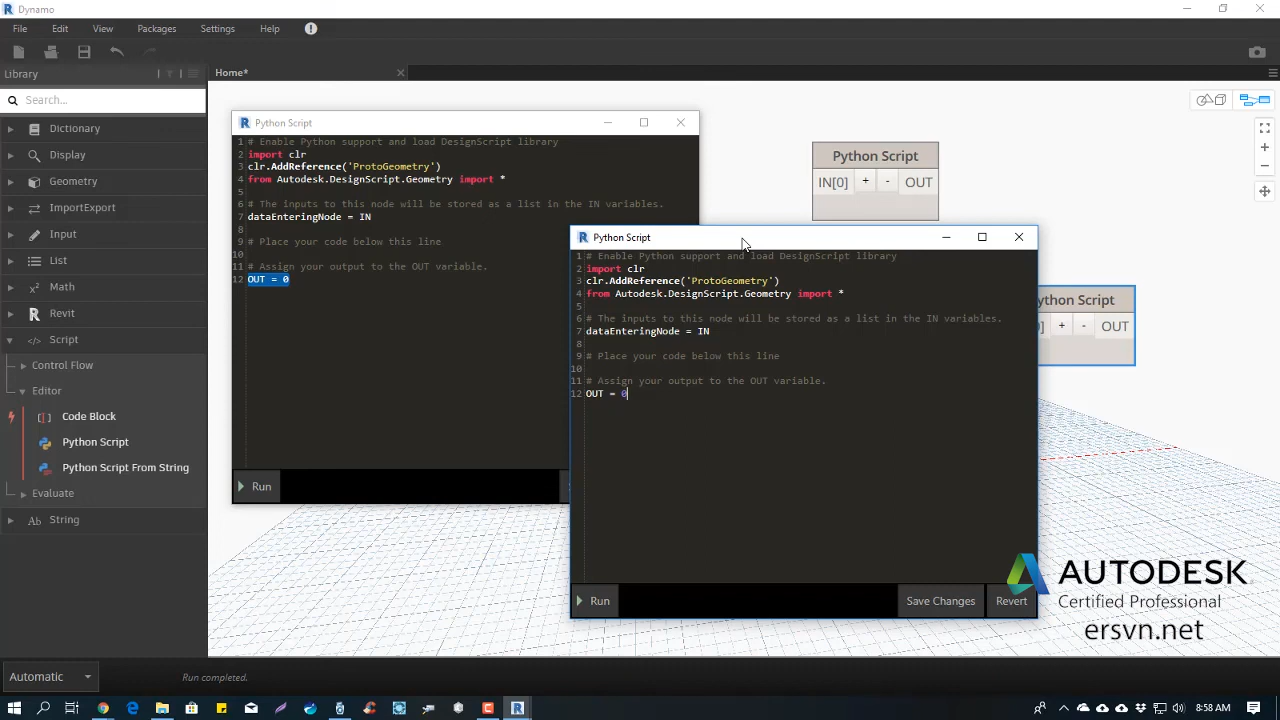 Dynamo
File Edit View Packages Settings Help
Library
Home*
Search...
Dictionary
Display
Geometry
ImportExport
Input
List
Math
Revit
Script
Control Flow
Editor
Code Block
Python Script
Python Script From String
Evaluate
Ab String
Python Script
1 # Enable Python support and load DesignScript library
2 import clr
3 clr.AddReference('ProtoGeometry')
4 from Autodesk.DesignScript.Geometry import *
5
6 # The inputs to this node will be stored as a list in the IN variables.
7 dataEnteringNode = IN
8
9 # Place your code below this line
10
11 # Assign your output to the OUT variable.
12 OUT = 0
Run
Python Script
IN[0] + - OUT
Python Script
1 # Enable Python support and load DesignScript library
2 import clr
3 clr.AddReference('ProtoGeometry')
4 from Autodesk.DesignScript.Geometry import *
5
6 # The inputs to this node will be stored as a list in the IN variables.
7 dataEnteringNode = IN
8
9 # Place your code below this line
10
11 # Assign your output to the OUT variable.
12 OUT = 0
Run Save Changes Revert
ython Script
0] + - OUT
AUTODESK
Certified Professional
ersvn.net
Automatic
Run completed.
8:58 AM